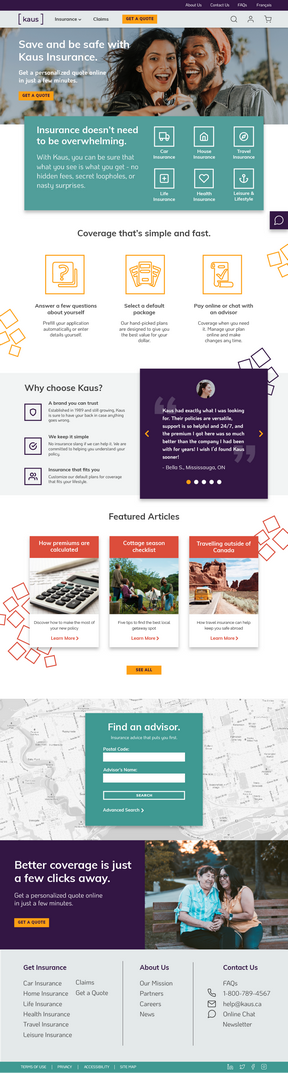 About Us Contact Us FAQs Français
kaus Insurance Claims GET A QUOTE
Save and be safe with
Kaus Insurance.
Get a personalized quote online
in just a few minutes.
GET A QUOTE
Insurance doesn't need
to be overwhelming.
With Kaus, you can be sure that
what you see is what you get - no
hidden fees, secret loopholes, or
nasty surprises.
Car
Insurance
House
Insurance
Travel
Insurance
Life
Insurance
Health
Insurance
Leisure &
Lifestyle
Coverage that's simple and fast.
Answer a few questions
about yourself
Prefill your application
automatically or enter
details yourself.
Select a default
package
Our hand-picked plans
are designed to give you
the best value for your
dollar.
Pay online or chat with
an advisor
Coverage when you need
it. Manage your plan
online and make
changes any time.
Why choose Kaus?
A brand you can trust
Established in 1989 and still growing, Kaus
is sure to have your back in case anything
goes wrong.
We keep it simple
No insurance slang if we can help it. We are
committed to helping you understand your
policy.
Insurance that fits you
Customize our default plans for coverage
that fits your lifestyle.
Kaus had exactly what I was looking
for. Their policies are versatile,
support is so helpful and 24/7, and
the premium I got here was so much
better than the company I had been
with for years! I wish I'd found Kaus
sooner!
- Bella S., Mississauga, ON
Featured Articles
How premiums are
calculated
Discover how to make the most of
your new policy
Learn More
Cottage season
checklist
Five tips to find the best local
getaway spot
Learn More
Travelling outside of
Canada
How travel insurance can help
keep you safe abroad
Learn More
SEE ALL
Find an advisor.
Insurance advice that puts you first.
Postal Code:
Advisor's Name:
SEARCH
Advanced Search
Better coverage is just
a few clicks away.
Get a personalized quote online
in just a few minutes.
GET A QUOTE
Get Insurance
Car Insurance
Home Insurance
Life Insurance
Health Insurance
Travel Insurance
Leisure Insurance
Claims
Get a Quote
About Us
Our Mission
Partners
Careers
News
Contact Us
FAQs
1-800-789-4567
help@kaus.ca
Online Chat
Newsletter
TERMS OF USE | PRIVACY | ACCESSIBILITY | SITE MAP